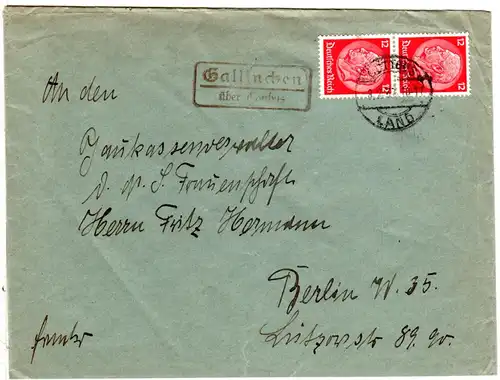 Gallinchen
über Cottbus
Deutsches Reich 12
Deutsches Reich 12
LAND
An den
Gaukassenverwalter
d. N. S. Frauenschaft
Herrn Fritz Hermann
Berlin W. 35.
Lützowstr 89.90.